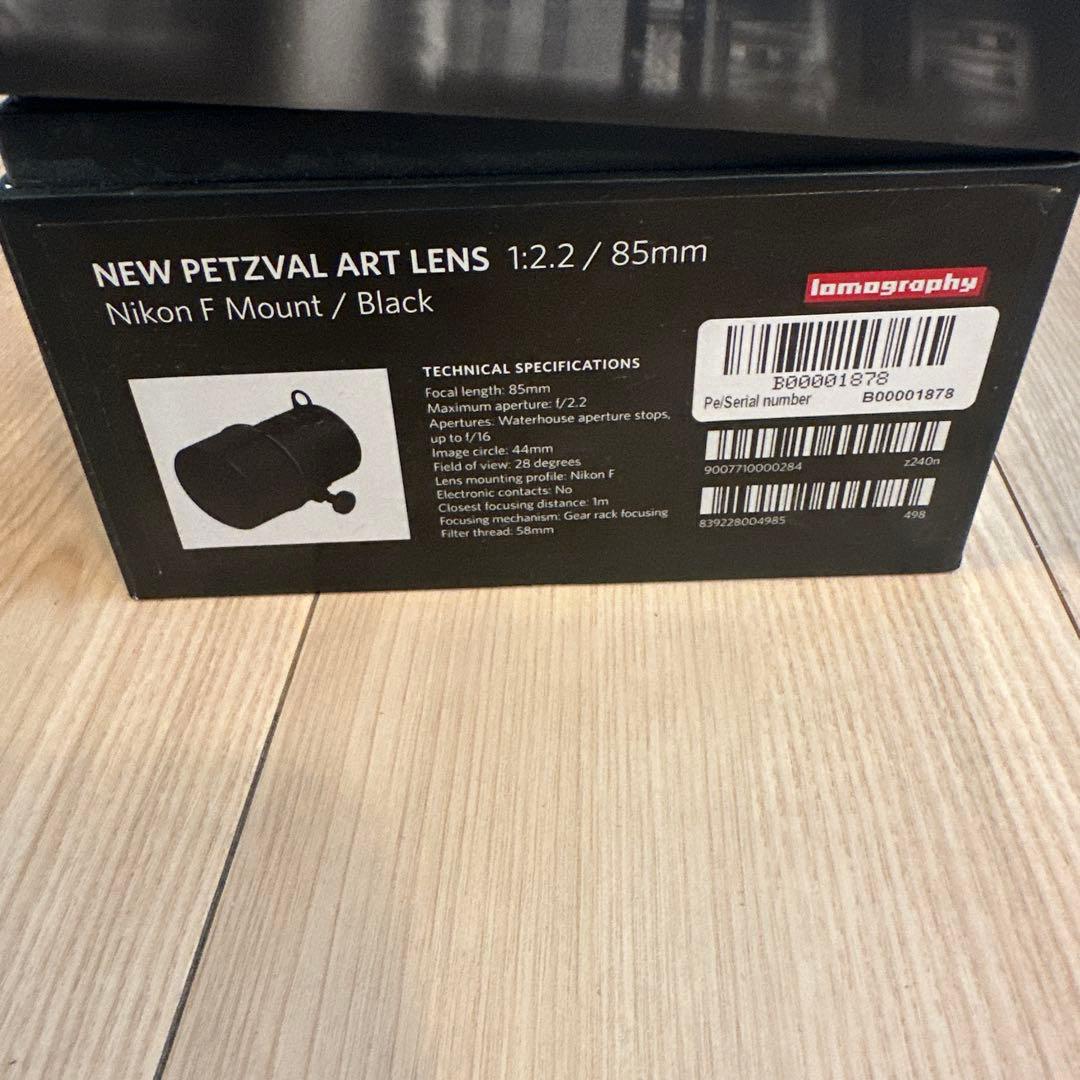 NEW PETZVAL ART LENS 1:2.2 / 85mm
Nikon F Mount / Black
lomography
TECHNICAL SPECIFICATIONS
Focal length: 85mm
Maximum aperture: f/2.2
Apertures: Waterhouse aperture stops,
up to f/16
Image circle: 44mm
Field of view: 28 degrees
Lens mounting profile: Nikon F
Electronic contacts: No
Closest focusing distance: 1m
Focusing mechanism: Gear rack focusing
Filter thread: 58mm
B00001878
Pe/Serial number B00001878
9007710000284 z240n
839228004985 498